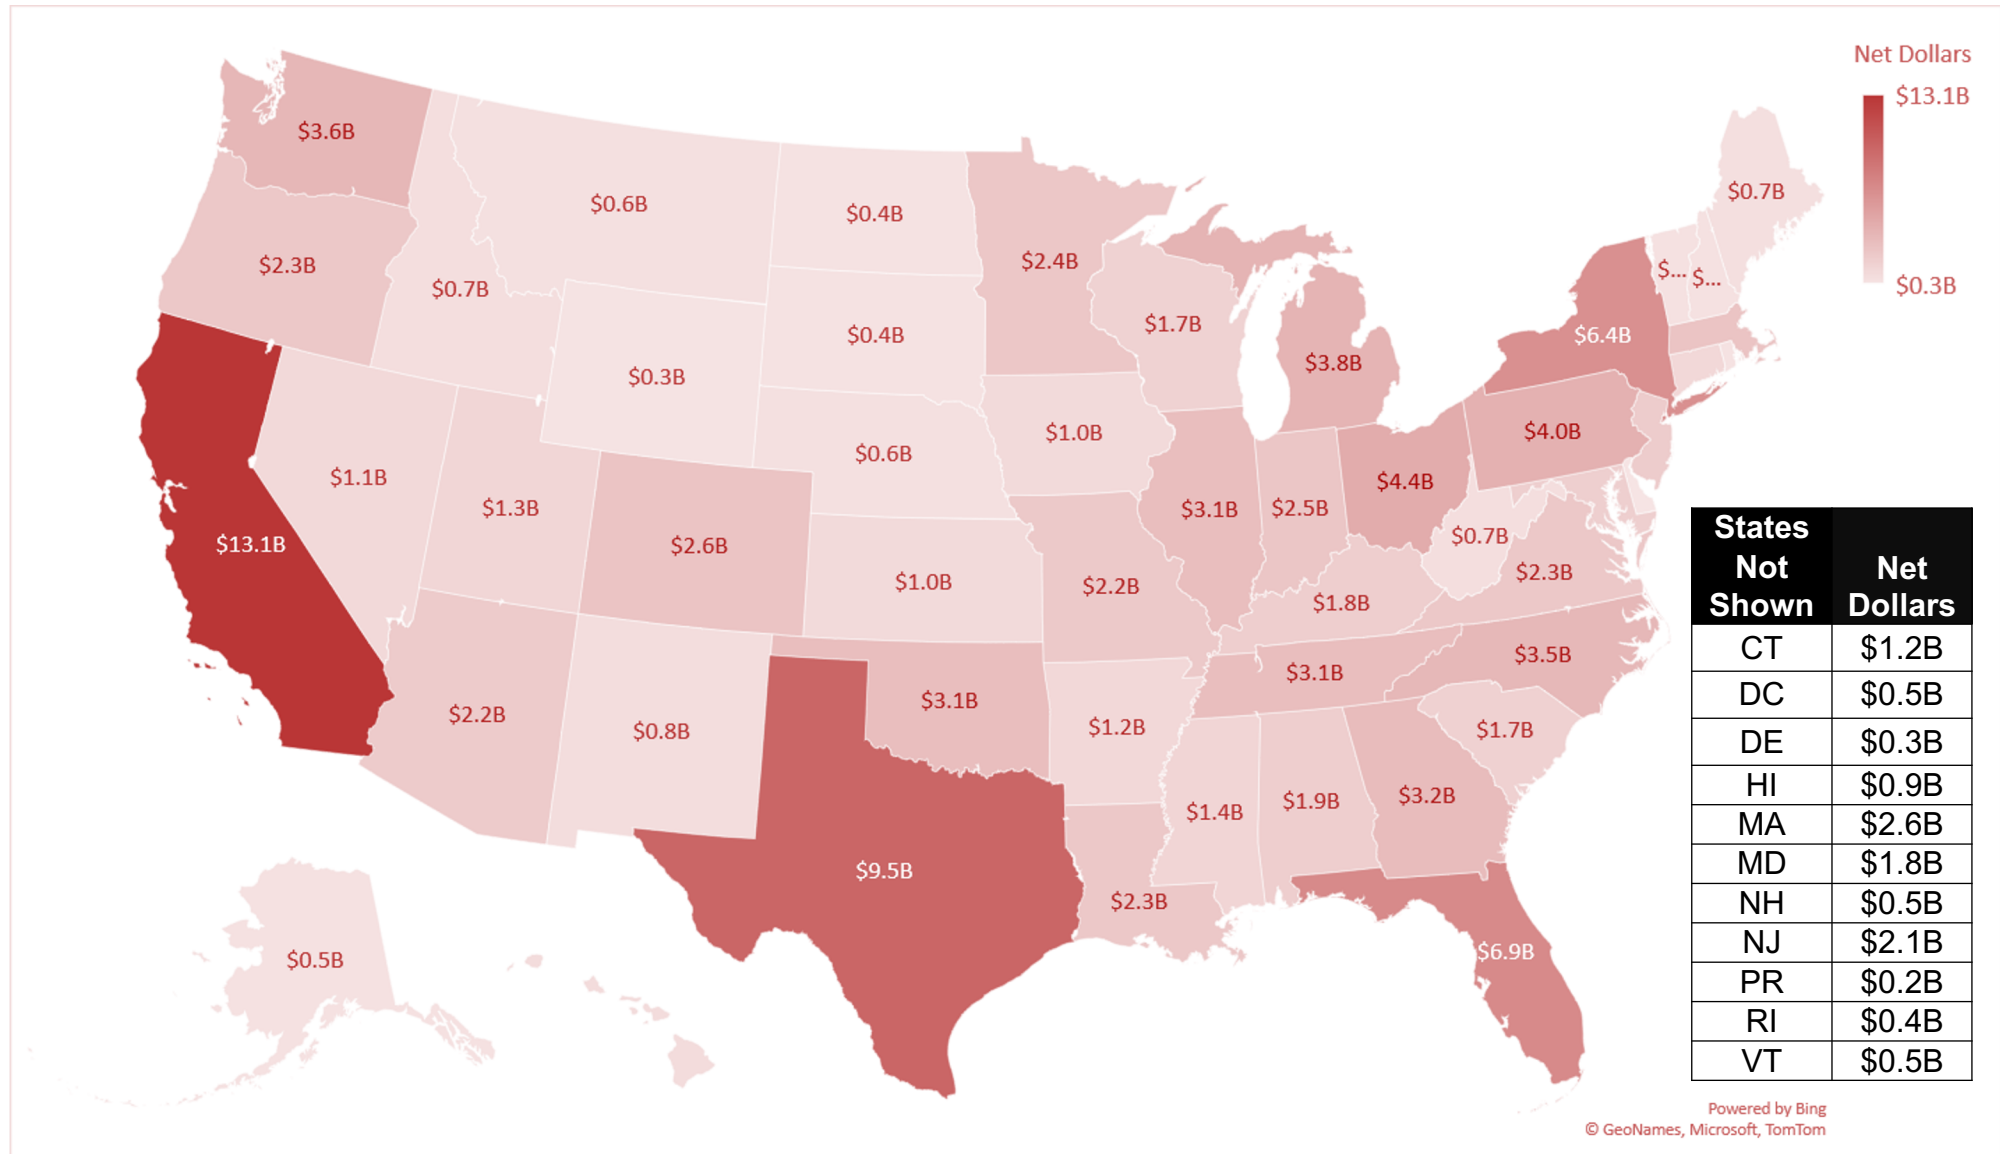 Net Dollars
$13.1B
$0.3B
$3.6B
$0.6B
$0.4B
$0.7B
$2.3B
$0.7B
$2.4B
$... $...
$0.3B
$0.4B
$1.7B
$3.8B
$6.4B
$1.1B
$1.3B
$0.6B
$1.0B
$4.0B
$13.1B
$2.6B
$1.0B
$2.2B
$3.1B
$2.5B
$4.4B
$0.7B
$2.3B
$1.8B
$2.2B
$0.8B
$3.1B
$1.2B
$3.1B
$3.5B
$1.7B
$9.5B
$2.3B
$1.4B
$1.9B
$3.2B
$6.9B
$0.5B
States Not Shown Net Dollars
CT $1.2B
DC $0.5B
DE $0.3B
HI $0.9B
MA $2.6B
MD $1.8B
NH $0.5B
NJ $2.1B
PR $0.2B
RI $0.4B
VT $0.5B
Powered by Bing
© GeoNames, Microsoft, TomTom